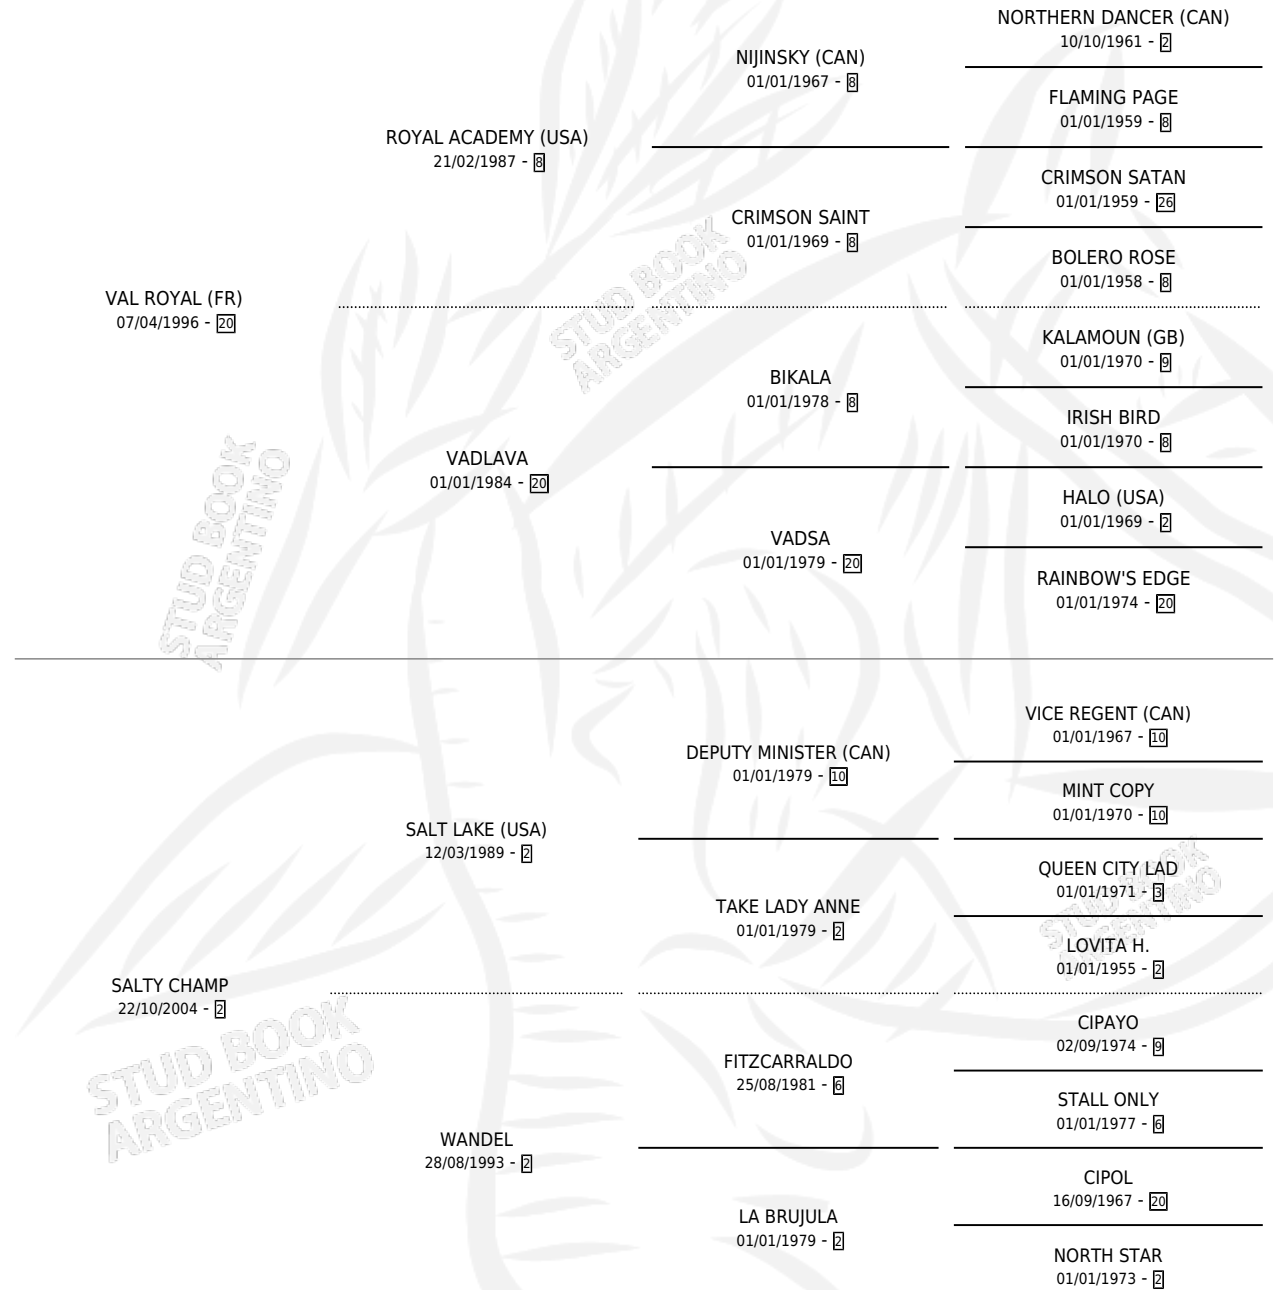 NORTHERN DANCER (CAN)
10/10/1961 - 2
NIJINSKY (CAN)
01/01/1967 - 8
FLAMING PAGE
01/01/1959 - 8
ROYAL ACADEMY (USA)
21/02/1987 - 8
CRIMSON SATAN
01/01/1959 - 26
CRIMSON SAINT
01/01/1969 - 8
BOLERO ROSE
01/01/1958 - 8
VAL ROYAL (FR)
07/04/1996 - 20
STUD BOOK
ARGENTINO
KALAMOUN (GB)
01/01/1970 - 9
BIKALA
01/01/1978 - 8
IRISH BIRD
01/01/1970 - 8
VADLAVA
01/01/1984 - 20
HALO (USA)
01/01/1969 - 2
VADSA
01/01/1979 - 20
RAINBOW'S EDGE
01/01/1974 - 20
STUD BOOK
ARGENTINO
VICE REGENT (CAN)
01/01/1967 - 10
DEPUTY MINISTER (CAN)
01/01/1979 - 10
MINT COPY
01/01/1970 - 10
SALT LAKE (USA)
12/03/1989 - 2
QUEEN CITY LAD
01/01/1971 - 3
TAKE LADY ANNE
01/01/1979 - 2
STUD BOOK
ARGENTINO
LOVITA H.
01/01/1955 - 2
SALTY CHAMP
22/10/2004 - 2
STUD BOOK
ARGENTINO
CIPAYO
02/09/1974 - 9
FITZCARRALDO
25/08/1981 - 6
STALL ONLY
01/01/1977 - 6
WANDEL
28/08/1993 - 2
CIPOL
16/09/1967 - 20
LA BRUJULA
01/01/1979 - 2
NORTH STAR
01/01/1973 - 2